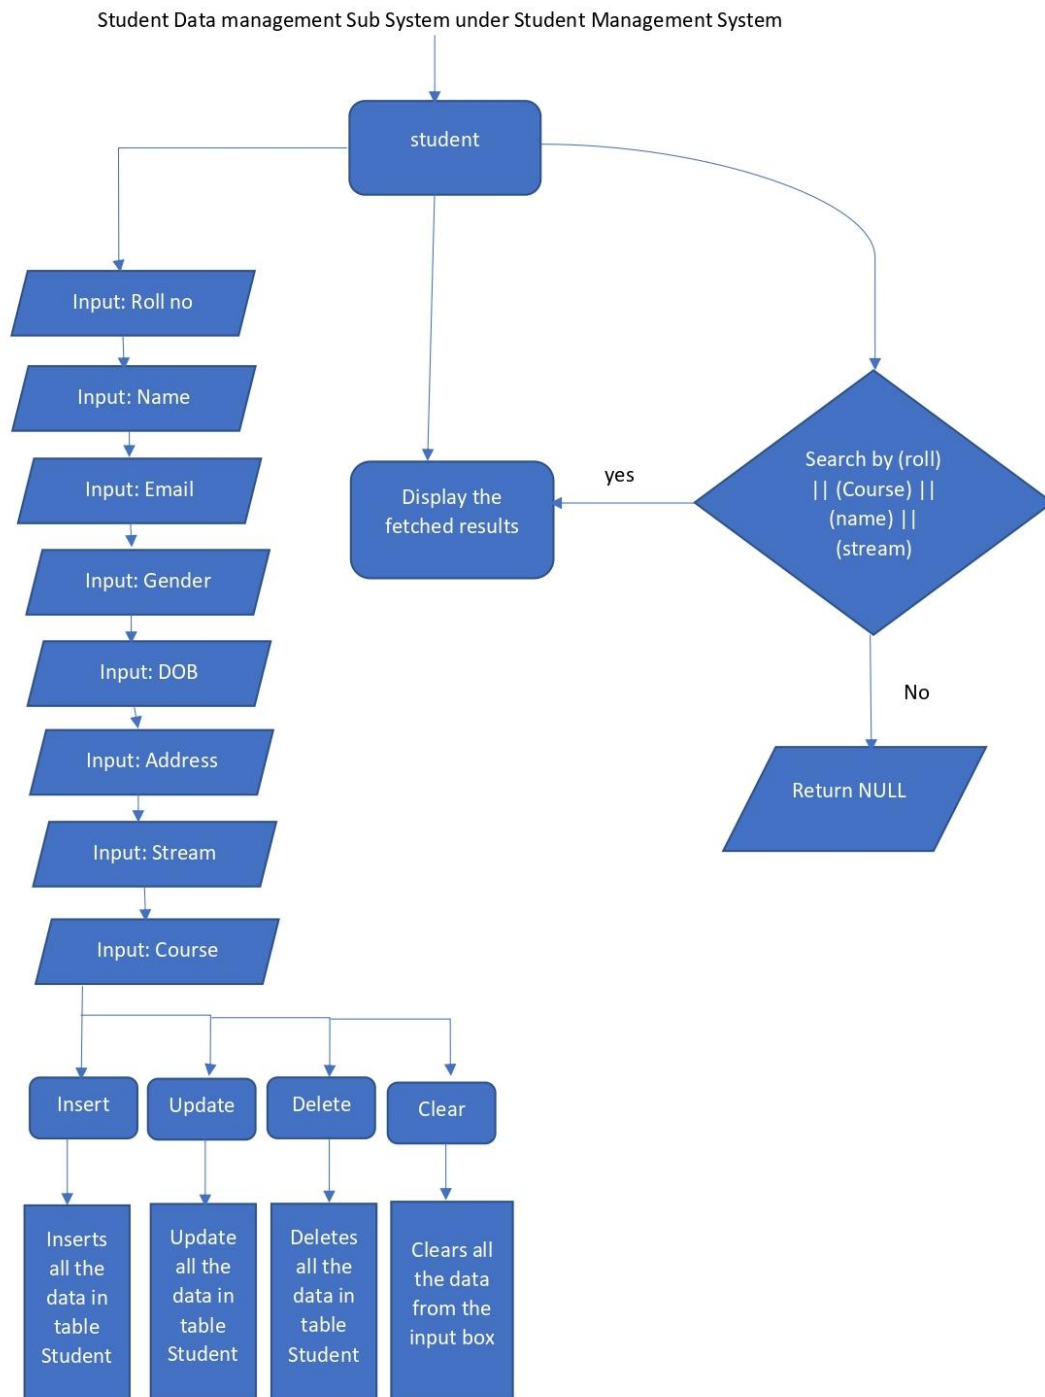 Student Data management Sub System under Student Management System
student
Input: Roll no
Input: Name
Input: Email
Input: Gender
Input: DOB
Input: Address
Input: Stream
Input: Course
Display the
fetched results
yes
Search by (roll)
|| (Course) ||
(name) ||
(stream)
No
Return NULL
Insert
Update
Delete
Clear
Inserts
all the
data in
table
Student
Update
all the
data in
table
Student
Deletes
all the
data in
table
Student
Clears all
the data
from the
input box